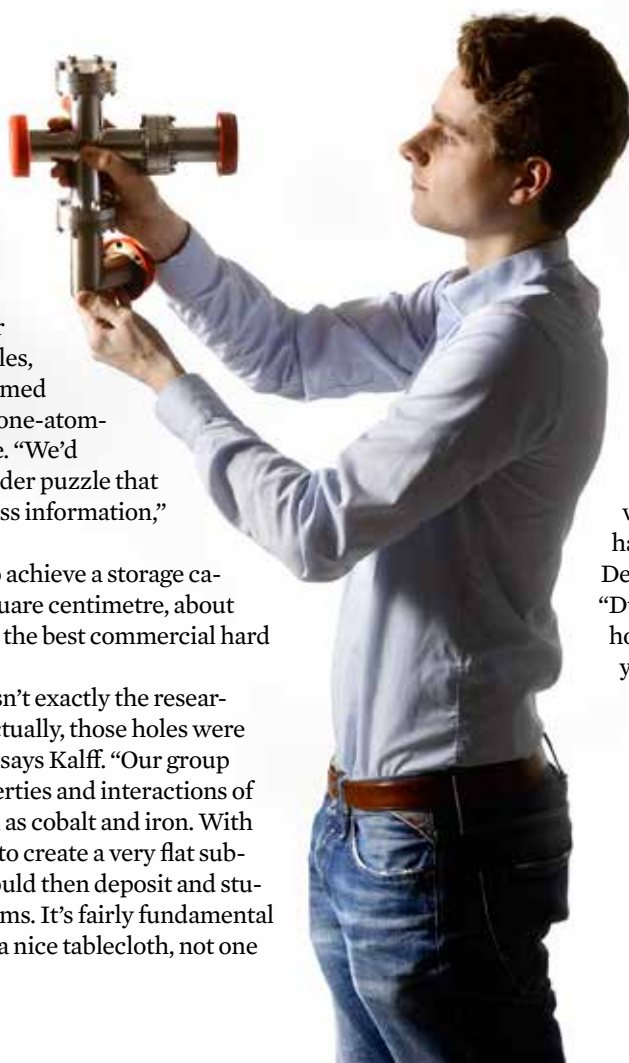 r
les,
med
one-atom-
e. “We’d
der puzzle that
ss information,”
o achieve a storage ca-
uare centimetre, about
the best commercial hard
sn’t exactly the resear-
ctually, those holes were
says Kalff. “Our group
erties and interactions of
as cobalt and iron. With
to create a very flat sub-
ould then deposit and stu-
ms. It’s fairly fundamental
a nice tablecloth, not one
ha
De
“D
ho
y